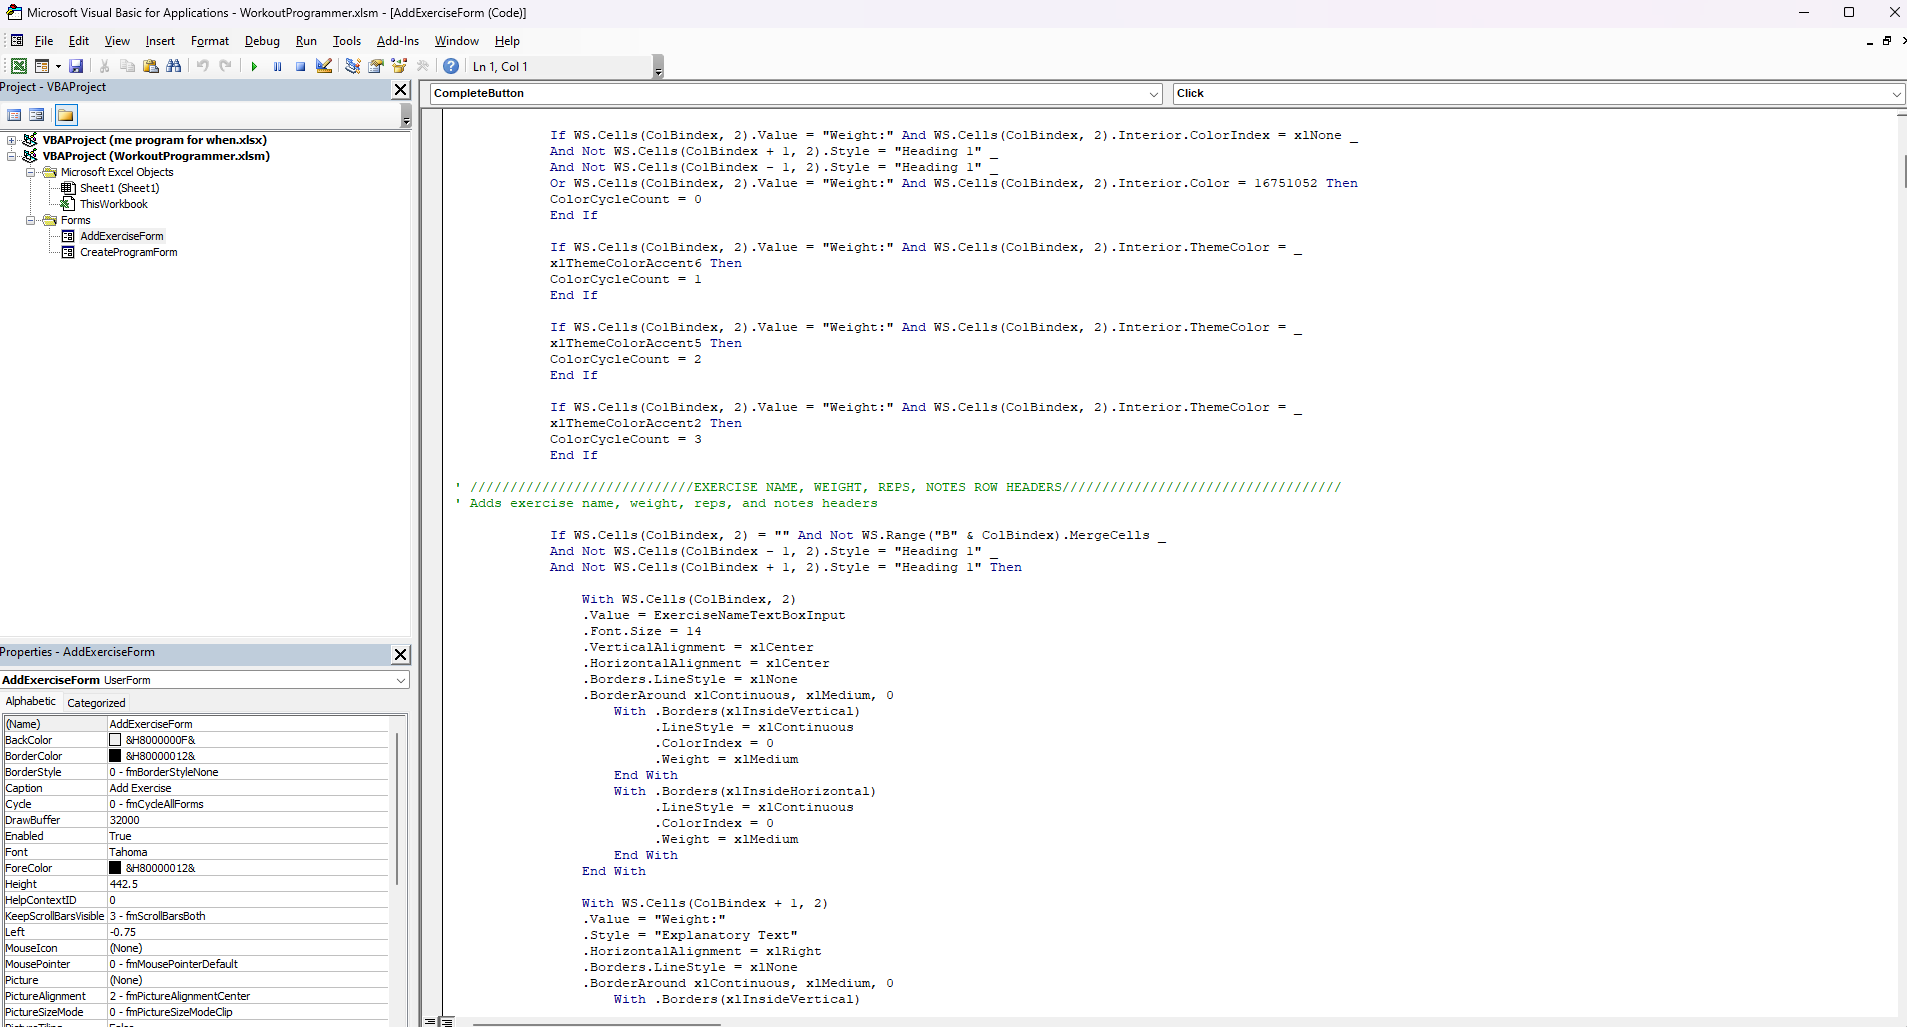 Microsoft Visual Basic for Applications - WorkoutProgrammer.xlsm - [AddExerciseForm (Code)]
File Edit View Insert Format Debug Run Tools Add-Ins Window Help
Ln 1, Col 1
Project - VBAProject
VBAProject (me program for when.xlsx)
VBAProject (WorkoutProgrammer.xlsm)
Microsoft Excel Objects
Sheet1 (Sheet1)
ThisWorkbook
Forms
AddExerciseForm
CreateProgramForm
Properties - AddExerciseForm
AddExerciseForm UserForm
Alphabetic Categorized
(Name) AddExerciseForm
BackColor &H8000000F&
BorderColor &H80000012&
BorderStyle 0 - fmBorderStyleNone
Caption Add Exercise
Cycle 0 - fmCycleAllForms
DrawBuffer 32000
Enabled True
Font Tahoma
ForeColor &H80000012&
Height 442.5
HelpContextID 0
KeepScrollBarsVisible 3 - fmScrollBarsBoth
Left -0.75
MouseIcon (None)
MousePointer 0 - fmMousePointerDefault
Picture (None)
PictureAlignment 2 - fmPictureAlignmentCenter
PictureSizeMode 0 - fmPictureSizeModeClip
CompleteButton Click
If WS.Cells(ColBindex, 2).Value = "Weight:" And WS.Cells(ColBindex, 2).Interior.ColorIndex = xlNone _
And Not WS.Cells(ColBindex + 1, 2).Style = "Heading 1" _
And Not WS.Cells(ColBindex - 1, 2).Style = "Heading 1" _
Or WS.Cells(ColBindex, 2).Value = "Weight:" And WS.Cells(ColBindex, 2).Interior.Color = 16751052 Then
ColorCycleCount = 0
End If
If WS.Cells(ColBindex, 2).Value = "Weight:" And WS.Cells(ColBindex, 2).Interior.ThemeColor = _
xlThemeColorAccent6 Then
ColorCycleCount = 1
End If
If WS.Cells(ColBindex, 2).Value = "Weight:" And WS.Cells(ColBindex, 2).Interior.ThemeColor = _
xlThemeColorAccent5 Then
ColorCycleCount = 2
End If
If WS.Cells(ColBindex, 2).Value = "Weight:" And WS.Cells(ColBindex, 2).Interior.ThemeColor = _
xlThemeColorAccent2 Then
ColorCycleCount = 3
End If
' ////////////////////////////EXERCISE NAME, WEIGHT, REPS, NOTES ROW HEADERS///////////////////////////////////
' Adds exercise name, weight, reps, and notes headers
If WS.Cells(ColBindex, 2) = "" And Not WS.Range("B" & ColBindex).MergeCells _
And Not WS.Cells(ColBindex - 1, 2).Style = "Heading 1" _
And Not WS.Cells(ColBindex + 1, 2).Style = "Heading 1" Then
With WS.Cells(ColBindex, 2)
.Value = ExerciseNameTextBoxInput
.Font.Size = 14
.VerticalAlignment = xlCenter
.HorizontalAlignment = xlCenter
.Borders.LineStyle = xlNone
.BorderAround xlContinuous, xlMedium, 0
With .Borders(xlInsideVertical)
.LineStyle = xlContinuous
.ColorIndex = 0
.Weight = xlMedium
End With
With .Borders(xlInsideHorizontal)
.LineStyle = xlContinuous
.ColorIndex = 0
.Weight = xlMedium
End With
End With
With WS.Cells(ColBindex + 1, 2)
.Value = "Weight:"
.Style = "Explanatory Text"
.HorizontalAlignment = xlRight
.Borders.LineStyle = xlNone
.BorderAround xlContinuous, xlMedium, 0
With .Borders(xlInsideVertical)